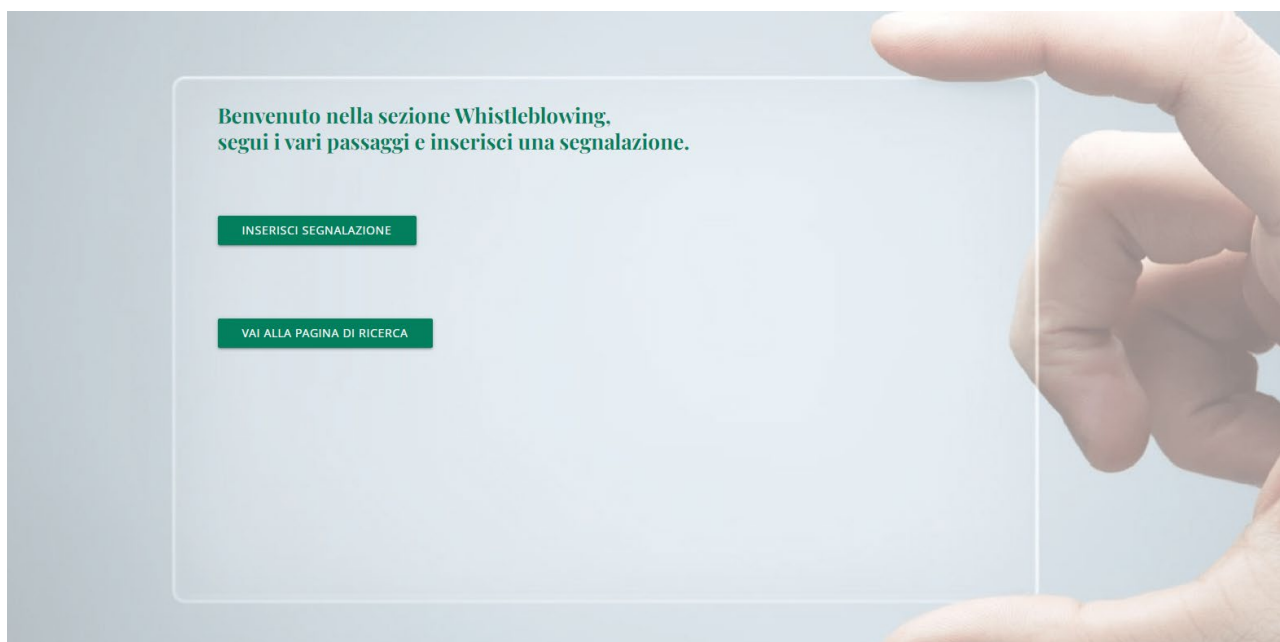 Benvenuto nella sezione Whistleblowing,
segui i vari passaggi e inserisci una segnalazione.
INSERISCI SEGNALAZIONE
VAI ALLA PAGINA DI RICERCA